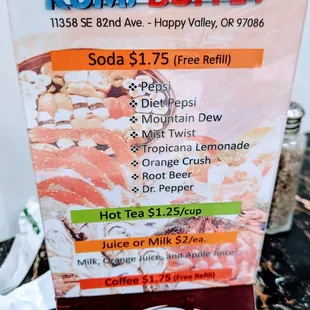 BUFFET
11358 SE 82nd Ave. - Happy Valley, OR 97086
Soda $1.75 (Free Refill)
❖ Pepsi
❖ Diet Pepsi
❖ Mountain Dew
❖ Mist Twist
❖ Tropicana Lemonade
❖ Orange Crush
❖ Root Beer
❖ Dr. Pepper
Hot Tea $1.25/cup
Juice or Milk $2/ea.
Milk, Orange Juice, and Apple Juice
Coffee $1.75 (Free Refill)